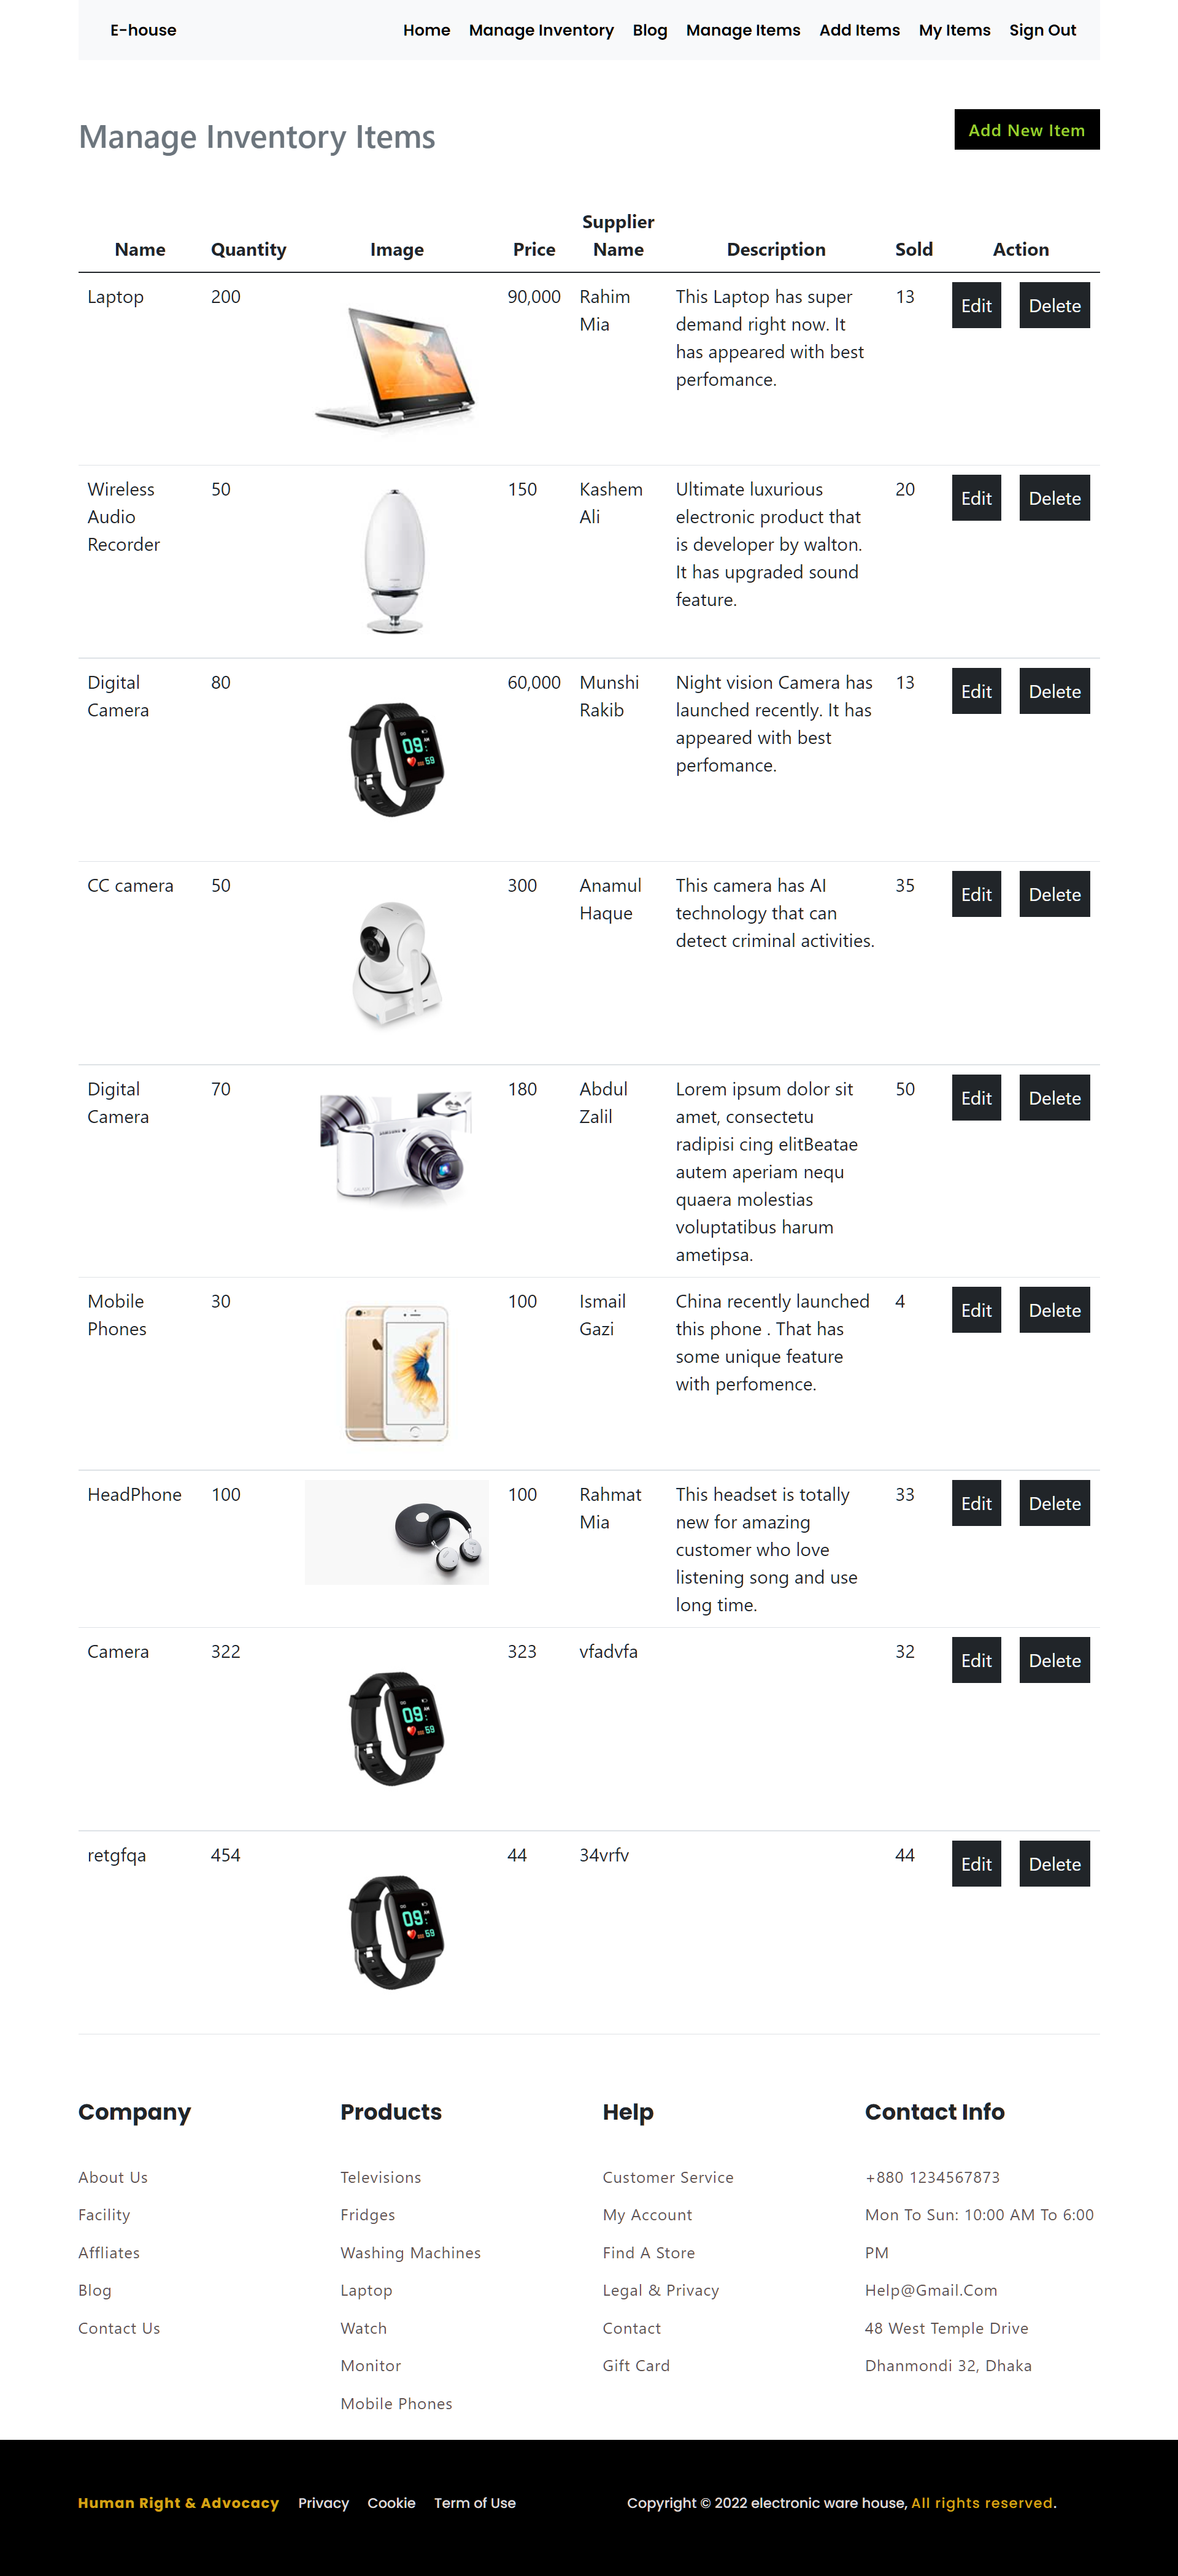 E-house Home Manage Inventory Blog Manage Items Add Items My Items Sign Out
Manage Inventory Items
Add New Item
Name Quantity Image Price Supplier Name Description Sold Action
Laptop 200 90,000 Rahim This Laptop has super 13 Edit Delete
Mia demand right now. It
has appeared with best
perfomance.
Wireless 50 150 Kashem Ultimate luxurious 20 Edit Delete
Audio Ali electronic product that
Recorder is developer by walton.
It has upgraded sound
feature.
Digital 80 60,000 Munshi Night vision Camera has 13 Edit Delete
Camera Rakib launched recently. It has
appeared with best
perfomance.
09
59
CC camera 50 300 Anamul This camera has AI 35 Edit Delete
Haque technology that can
detect criminal activities.
Digital 70 180 Abdul Lorem ipsum dolor sit 50 Edit Delete
Camera Zalil amet, consectetu
SAMSUNG
radipisi cing elitBeatae
autem aperiam nequ
quaera molestias
voluptatibus harum
ametipsa.
Mobile 30 100 Ismail China recently launched 4 Edit Delete
Phones Gazi this phone . That has
some unique feature
with perfomence.
HeadPhone 100 100 Rahmat This headset is totally 33 Edit Delete
Mia new for amazing
customer who love
listening song and use
long time.
Camera 322 323 vfadvfa 32 Edit Delete
09
59
retgfqa 454 44 34vrfv 44 Edit Delete
09
59
Company
About Us
Facility
Affliates
Blog
Contact Us
Products
Televisions
Fridges
Washing Machines
Laptop
Watch
Monitor
Mobile Phones
Help
Customer Service
My Account
Find A Store
Legal & Privacy
Contact
Gift Card
Contact Info
+880 1234567873
Mon To Sun: 10:00 AM To 6:00
PM
Help@Gmail.Com
48 West Temple Drive
Dhanmondi 32, Dhaka
Human Right & Advocacy Privacy Cookie Term of Use Copyright © 2022 electronic ware house, All rights reserved.